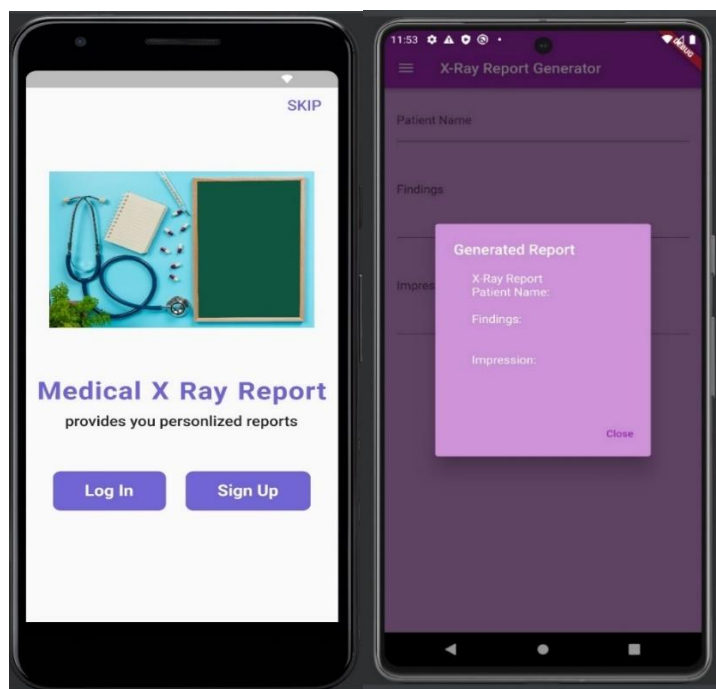 SKIP
Medical X Ray Report
provides you personlized reports
Log In
Sign Up
11:53
DEBUG
X-Ray Report Generator
Patient Name
Findings
Generated Report
X-Ray Report
Patient Name:
Findings:
Impres
Impression:
Close